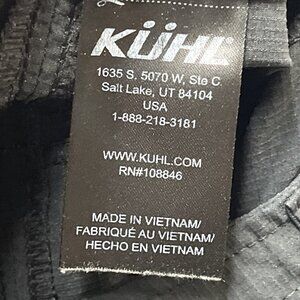 KÜHL
1635 S. 5070 W, Ste C
Salt Lake, UT 84104
USA
1-888-218-3181
WWW.KUHL.COM
RN#108846
MADE IN VIETNAM/
FABRIQUÉ AU VIETNAM/
HECHO EN VIETNAM